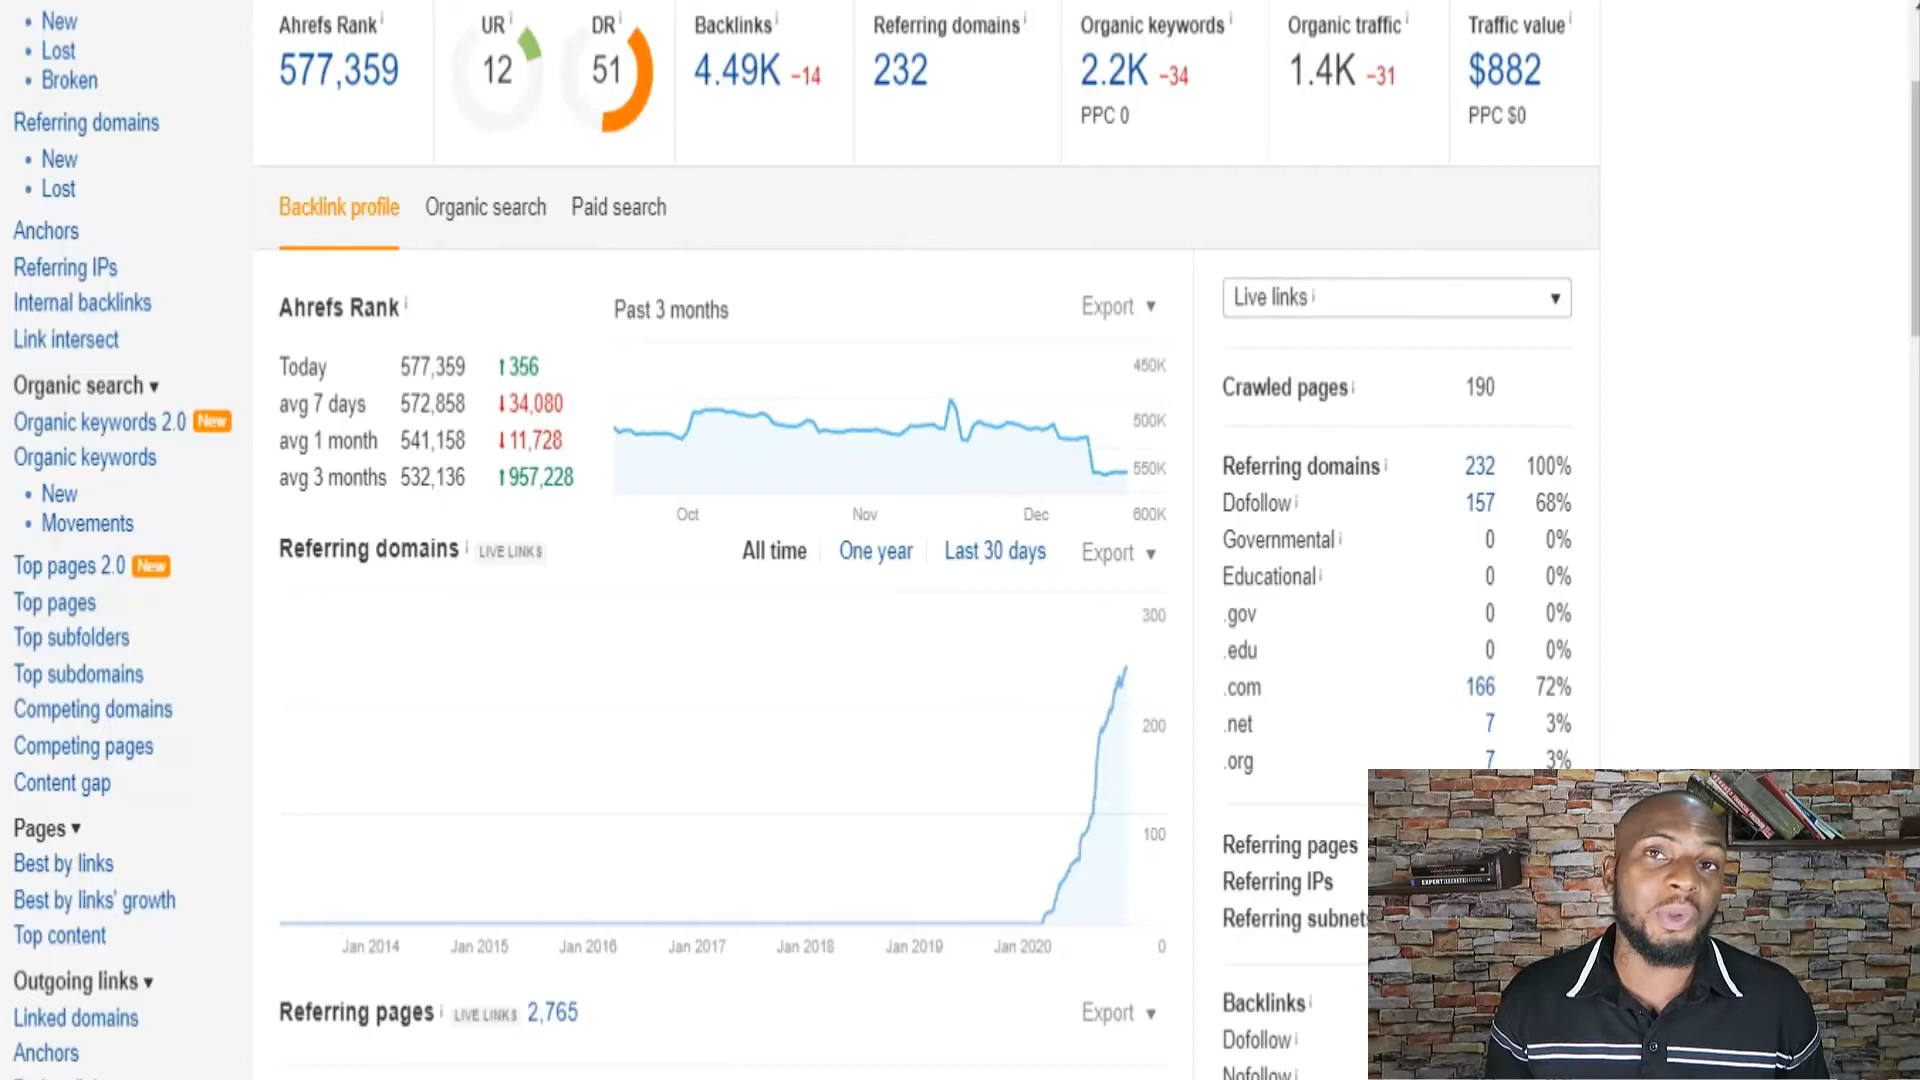 New
Lost
Broken
Referring domains
New
Lost
Anchors
Referring IPs
Internal backlinks
Link intersect
Organic search ▾
Organic keywords 2.0 New
Organic keywords
New
Movements
Top pages 2.0 New
Top pages
Top subfolders
Top subdomains
Competing domains
Competing pages
Content gap
Pages ▾
Best by links
Best by links' growth
Top content
Outgoing links ▾
Linked domains
Anchors
Ahrefs Rank i
577,359
UR i
12
DR i
51
Backlinks i
4.49K -14
Referring domains i
232
Organic keywords i
2.2K -34
PPC 0
Organic traffic i
1.4K -31
Traffic value i
$882
PPC $0
Backlink profile Organic search Paid search
Ahrefs Rank i
Past 3 months
Export ▼
Today 577,359 ↑356
avg 7 days 572,858 ↓34,080
avg 1 month 541,158 ↓11,728
avg 3 months 532,136 ↑957,228
450K
500K
550K
600K
Oct Nov Dec
Referring domains i LIVE LINKS
All time One year Last 30 days Export ▼
300
200
100
0
Jan 2014 Jan 2015 Jan 2016 Jan 2017 Jan 2018 Jan 2019 Jan 2020
Referring pages i LIVE LINKS 2,765
Export ▼
Live links i ▼
Crawled pages i 190
Referring domains i 232 100%
Dofollow i 157 68%
Governmental i 0 0%
Educational i 0 0%
.gov 0 0%
.edu 0 0%
.com 166 72%
.net 7 3%
.org 7 3%
Referring pages
Referring IPs
Referring subnets
Backlinks i
Dofollow i
Nofollow i
EXPERT SECRETS